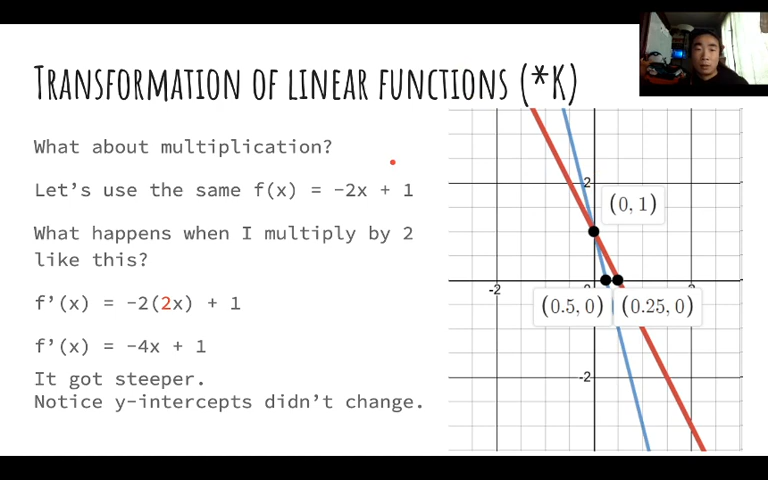 Transformation of linear functions (*K)
What about multiplication?
Let's use the same f(x) = -2x + 1
What happens when I multiply by 2
like this?
f'(x) = -2(2x) + 1
f'(x) = -4x + 1
It got steeper.
Notice y-intercepts didn't change.
2
(0, 1)
-2
(0.5, 0)
(0.25, 0)
-2